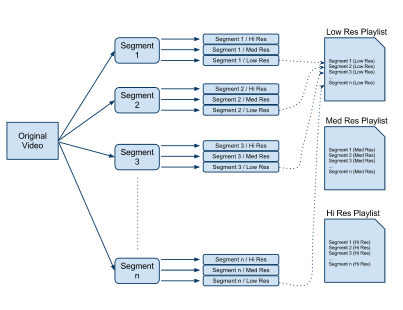 Original
Video
Segment
1
Segment 1 / Hi Res
Segment 1 / Med Res
Segment 1 / Low Res
Segment
2
Segment 2 / Hi Res
Segment 2 / Med Res
Segment 2 / Low Res
Segment
3
Segment 3 / Hi Res
Segment 3 / Med Res
Segment 3 / Low Res
Segment
n
Segment n / Hi Res
Segment n / Med Res
Segment n / Low Res
Low Res Playlist
Segment 1 (Low Res)
Segment 2 (Low Res)
Segment 3 (Low Res)
Segment n (Low Res)
Med Res Playlist
Segment 1 (Med Res)
Segment 2 (Med Res)
Segment 3 (Med Res)
Segment n (Med Res)
Hi Res Playlist
Segment 1 (Hi Res)
Segment 2 (Hi Res)
Segment 3 (Hi Res)
Segment n (Hi Res)